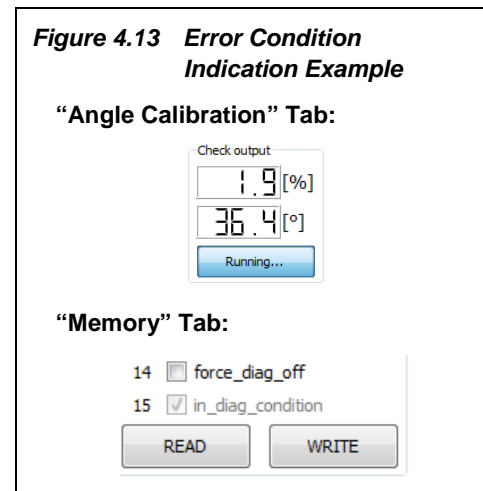 Figure 4.13 Error Condition
Indication Example
“Angle Calibration” Tab:
Check output
1.9 [%]
36.4 [°]
Running...
“Memory” Tab:
14 force_diag_off
15 in_diag_condition
READ WRITE